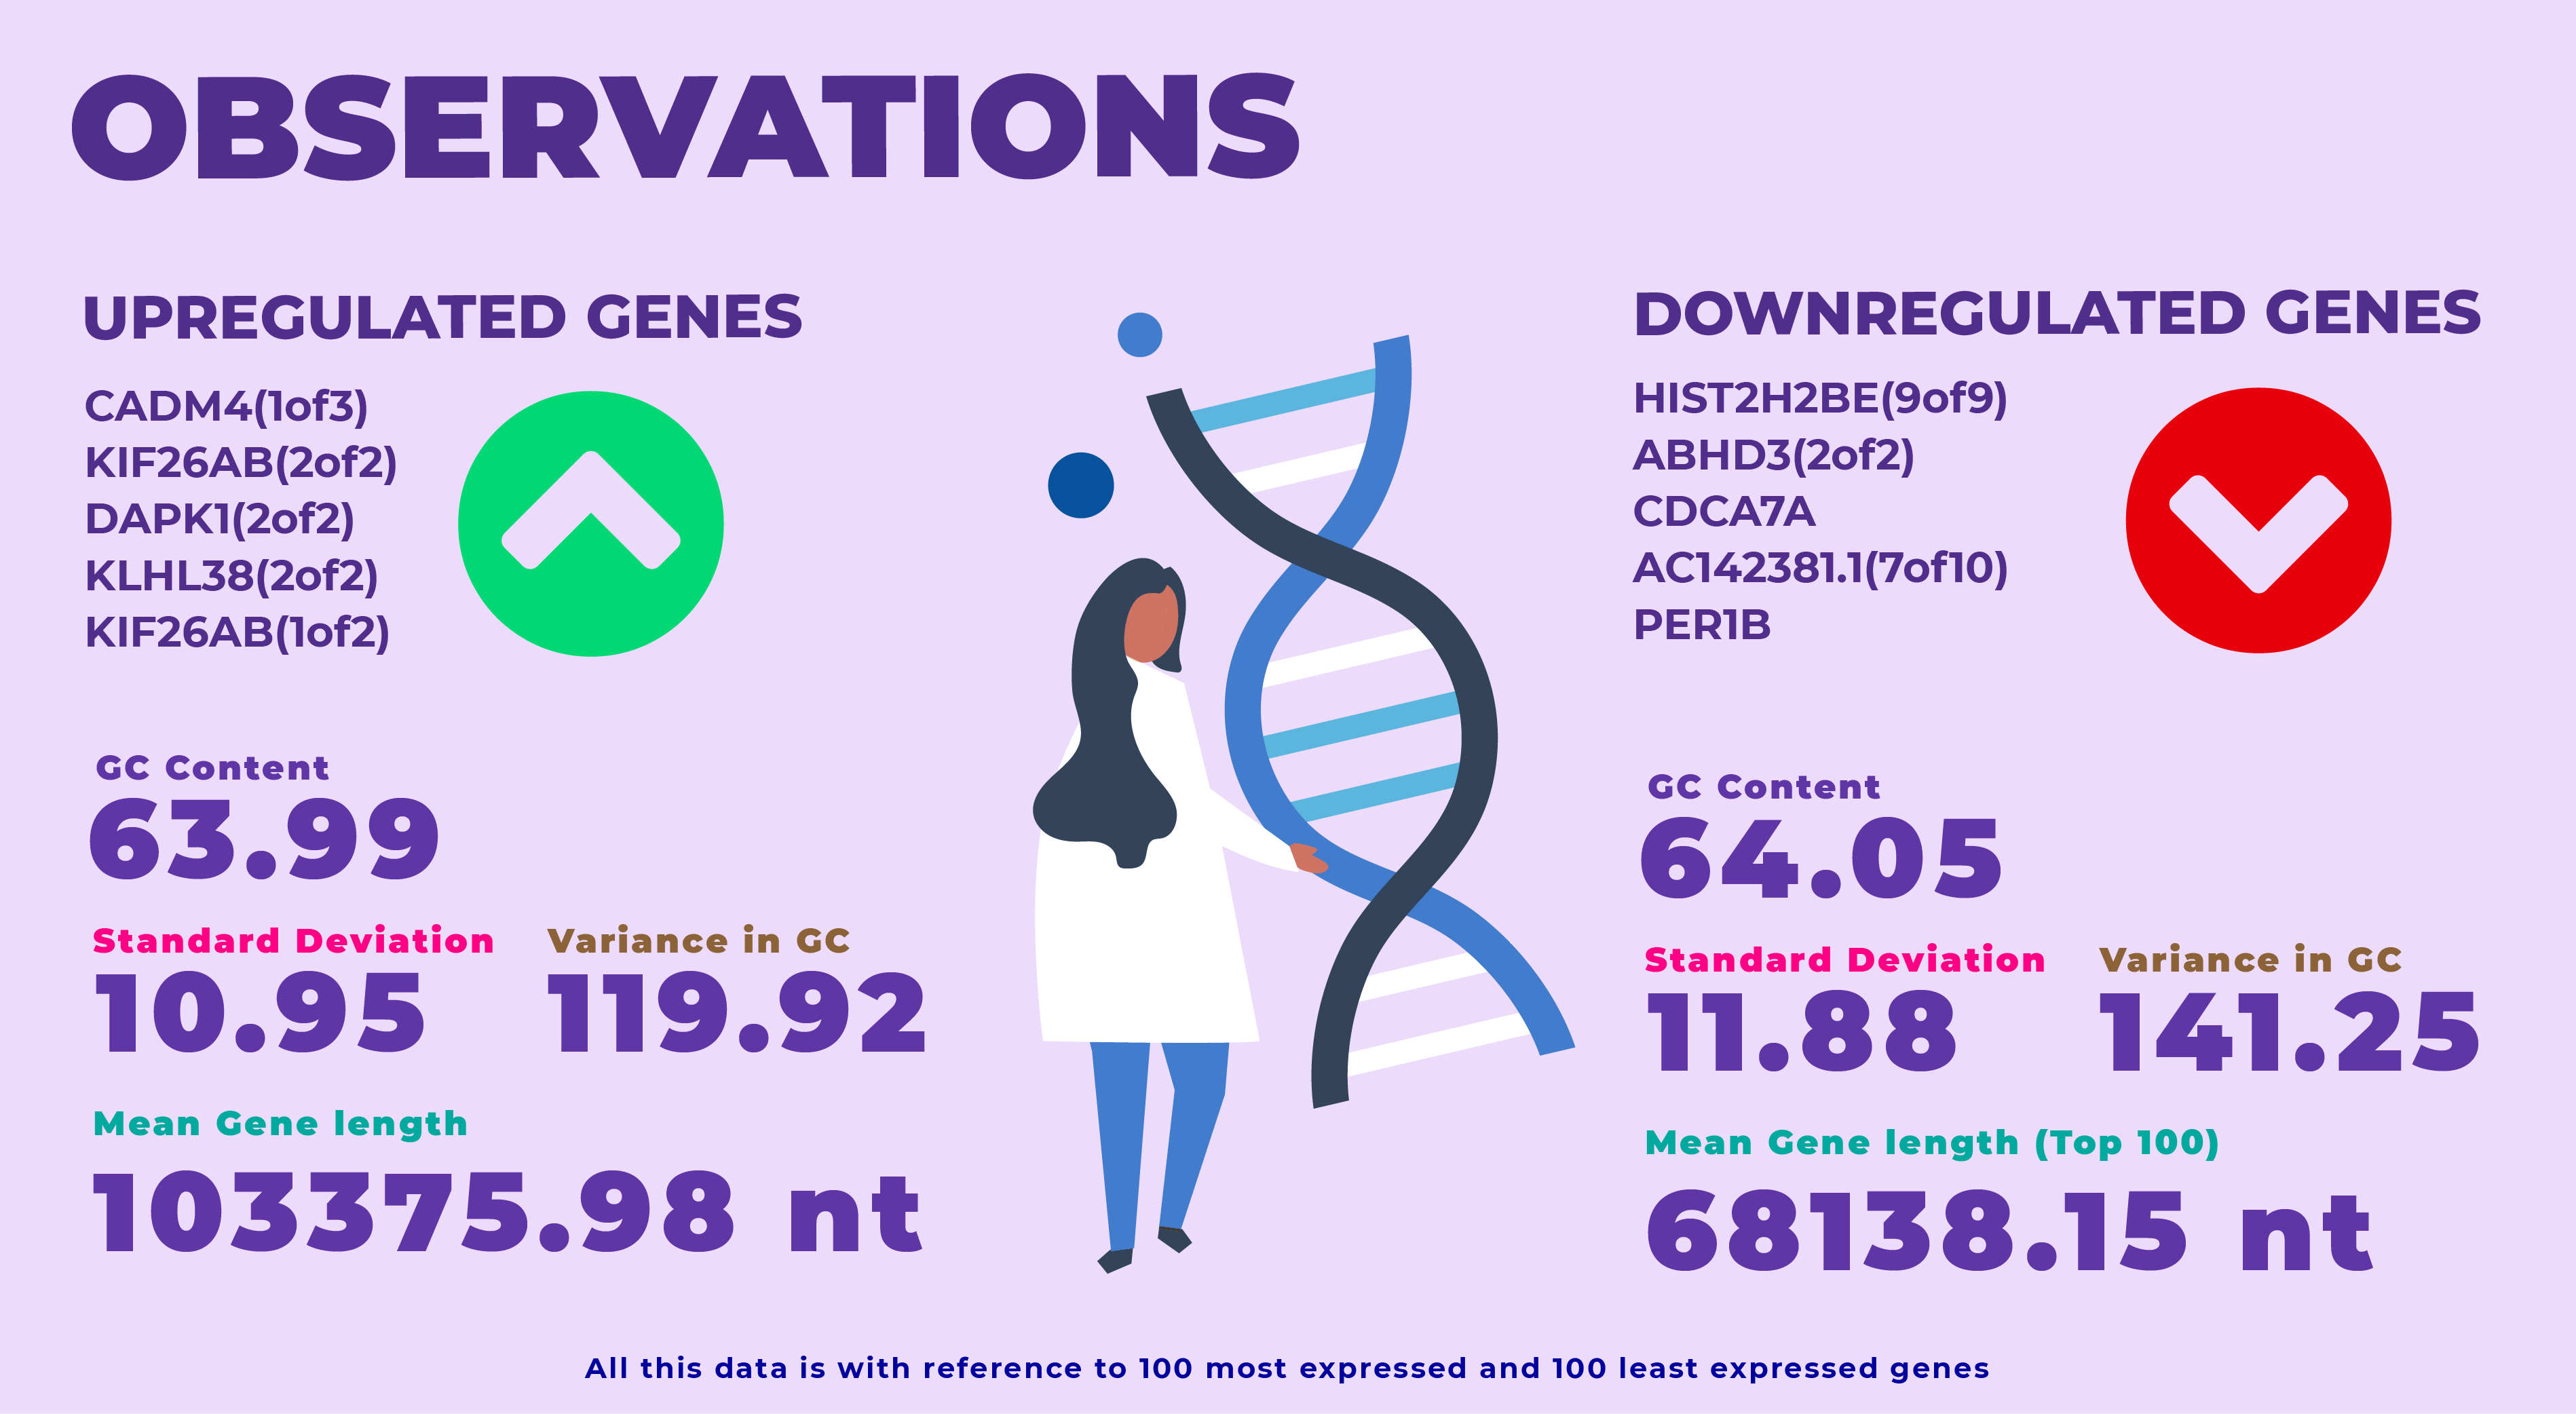 OBSERVATIONS
UPREGULATED GENES
CADM4(1of3)
KIF26AB(2of2)
DAPK1(2of2)
KLHL38(2of2)
KIF26AB(1of2)
GC Content
63.99
Standard Deviation
10.95
Variance in GC
119.92
Mean Gene length
103375.98 nt
DOWNREGULATED GENES
HIST2H2BE(9of9)
ABHD3(2of2)
CDCA7A
AC142381.1(7of10)
PER1B
GC Content
64.05
Standard Deviation
11.88
Variance in GC
141.25
Mean Gene length (Top 100)
68138.15 nt
All this data is with reference to 100 most expressed and 100 least expressed genes